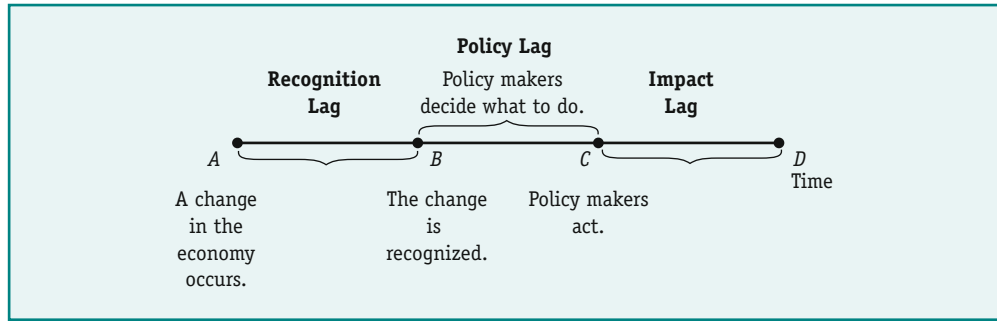 Policy Lag
Recognition
Lag
Policy makers
decide what to do.
Impact
Lag
A
B
C
D
Time
A change
in the
economy
occurs.
The change
is
recognized.
Policy makers
act.